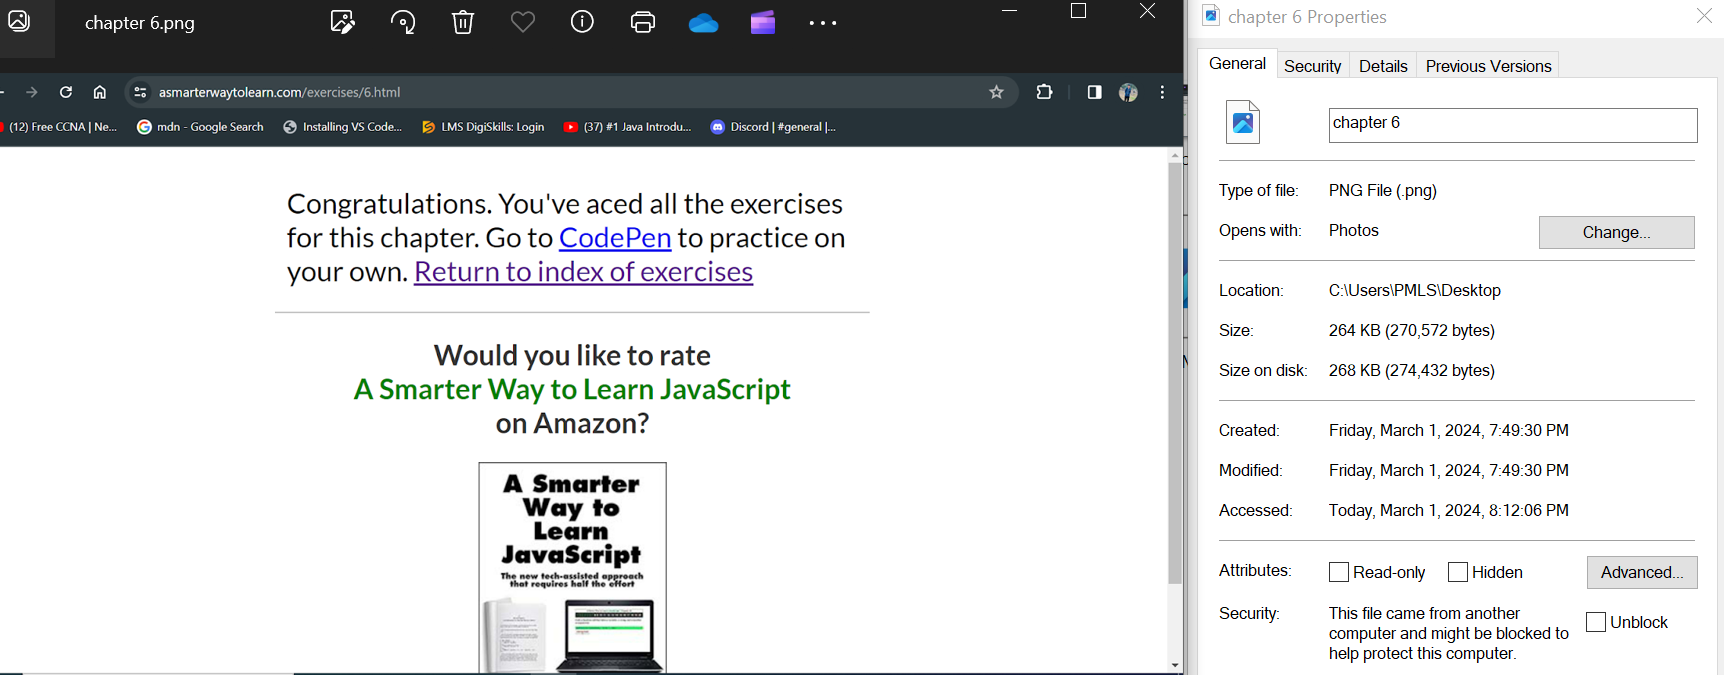 chapter 6.png
asmarterwaytolearn.com/exercises/6.html
(12) Free CCNA | Ne...
mdn - Google Search
Installing VS Code...
LMS DigiSkills: Login
(37) #1 Java Introdu...
Discord | #general |...
Congratulations. You've aced all the exercises
for this chapter. Go to CodePen to practice on
your own. Return to index of exercises
Would you like to rate
A Smarter Way to Learn JavaScript
on Amazon?
A Smarter
Way to
Learn
JavaScript
The new tech-assisted approach
that requires half the effort
chapter 6 Properties
General Security Details Previous Versions
chapter 6
Type of file: PNG File (.png)
Opens with: Photos Change...
Location: C:\Users\PMLS\Desktop
Size: 264 KB (270,572 bytes)
Size on disk: 268 KB (274,432 bytes)
Created: Friday, March 1, 2024, 7:49:30 PM
Modified: Friday, March 1, 2024, 7:49:30 PM
Accessed: Today, March 1, 2024, 8:12:06 PM
Attributes: Read-only Hidden Advanced...
Security: This file came from another
computer and might be blocked to
help protect this computer.
Unblock